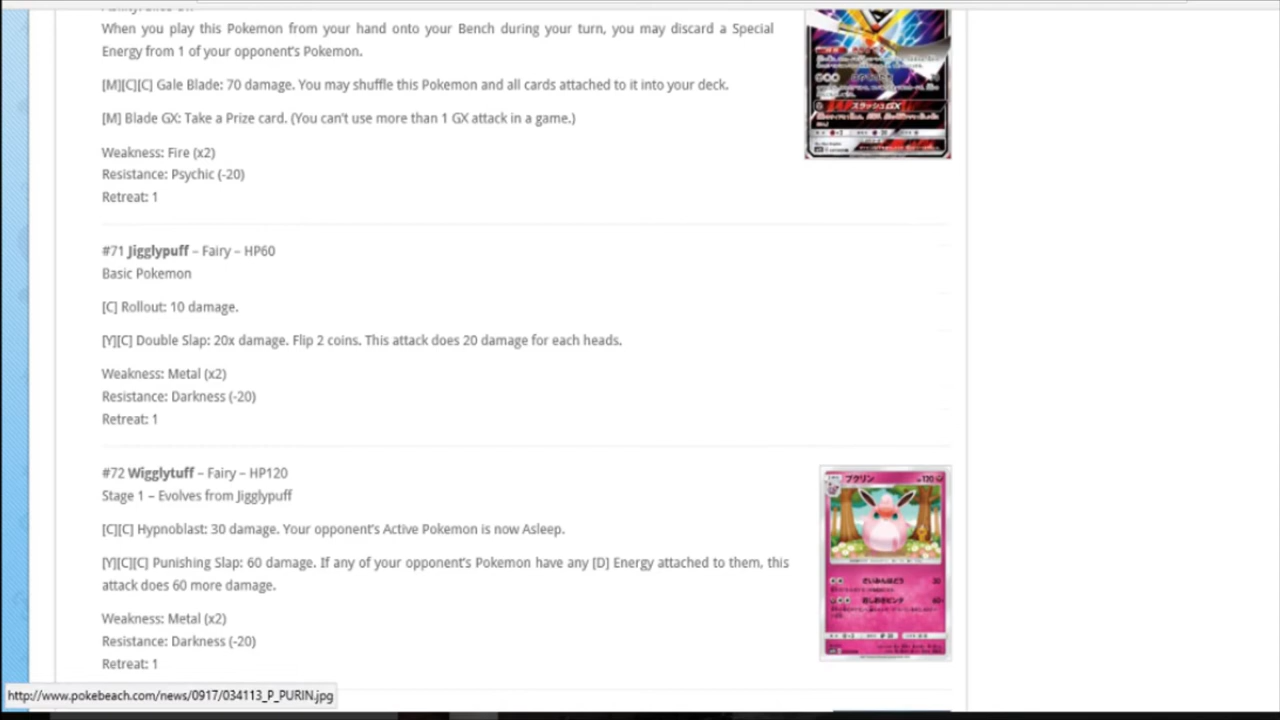 When you play this Pokemon from your hand onto your Bench during your turn, you may discard a Special
Energy from 1 of your opponent's Pokemon.
[M][C][C] Gale Blade: 70 damage. You may shuffle this Pokemon and all cards attached to it into your deck.
[M] Blade GX: Take a Prize card. (You can't use more than 1 GX attack in a game.)
Weakness: Fire (x2)
Resistance: Psychic (-20)
Retreat: 1
#71 Jigglypuff – Fairy – HP60
Basic Pokemon
[C] Rollout: 10 damage.
[Y][C] Double Slap: 20x damage. Flip 2 coins. This attack does 20 damage for each heads.
Weakness: Metal (x2)
Resistance: Darkness (-20)
Retreat: 1
#72 Wigglytuff – Fairy – HP120
Stage 1 – Evolves from Jigglypuff
プクリン
120
[C][C] Hypnoblast: 30 damage. Your opponent's Active Pokemon is now Asleep.
[Y][C][C] Punishing Slap: 60 damage. If any of your opponent's Pokemon have any [D] Energy attached to them, this
attack does 60 more damage.
Weakness: Metal (x2)
Resistance: Darkness (-20)
Retreat: 1
http://www.pokebeach.com/news/0917/034113_P_PURIN.jpg